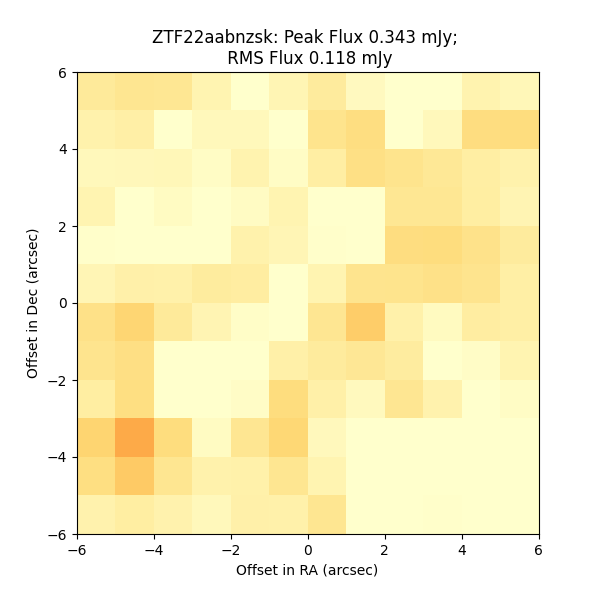 ZTF22aabnzsk: Peak Flux 0.343 mJy;
RMS Flux 0.118 mJy
6
4
2
0
−2
−4
−6
Offset in Dec (arcsec)
−6 −4 −2 0 2 4 6
Offset in RA (arcsec)